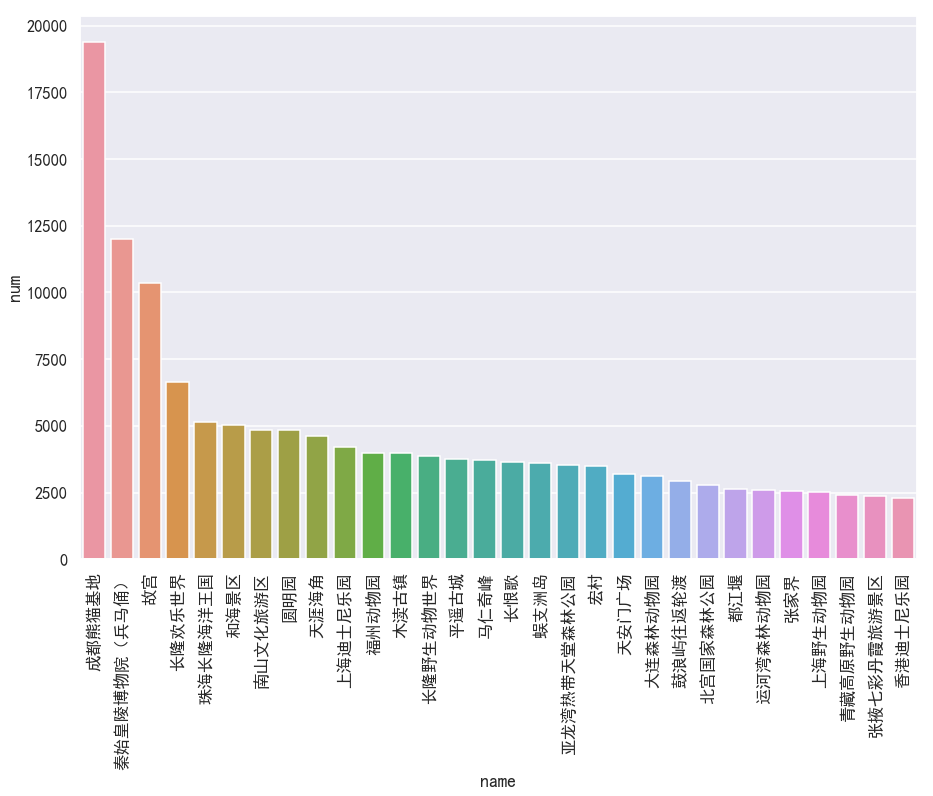 20000
17500
15000
12500
10000
7500
5000
2500
0
num
成都熊猫基地
秦始皇陵博物院（兵马俑）
故宫
长隆欢乐世界
珠海长隆海洋王国
和海景区
南山文化旅游区
圆明园
天涯海角
上海迪士尼乐园
福州动物园
木渎古镇
长隆野生动物世界
平遥古城
马仁奇峰
长恨歌
蜈支洲岛
亚龙湾热带天堂森林公园
宏村
天安门广场
大连森林动物园
鼓浪屿往返轮渡
北宫国家森林公园
都江堰
运河湾森林动物园
张家界
上海野生动物园
青藏高原野生动物园
张掖七彩丹霞旅游景区
香港迪士尼乐园
name